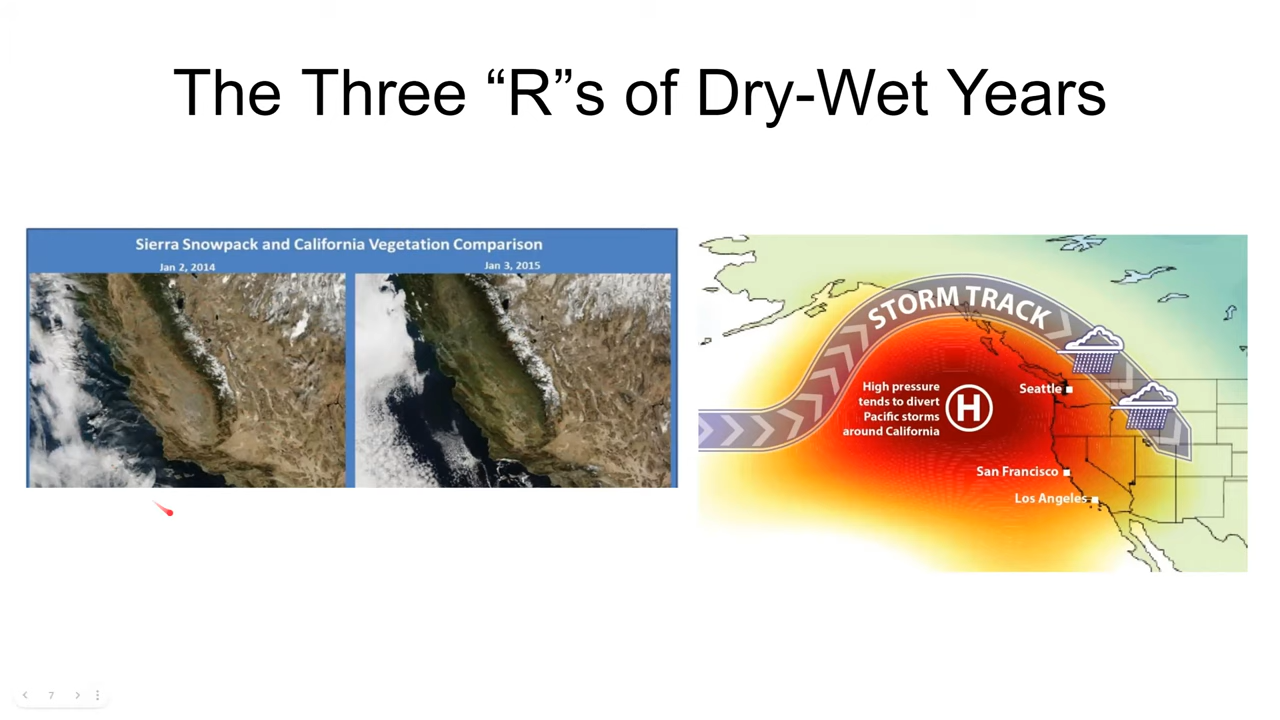 The Three “R”s of Dry-Wet Years
Sierra Snowpack and California Vegetation Comparison
Jan 2, 2014
Jan 3, 2015
STORM TRACK
High pressure
tends to divert
Pacific storms
around California
H
Seattle
San Francisco
Los Angeles
7